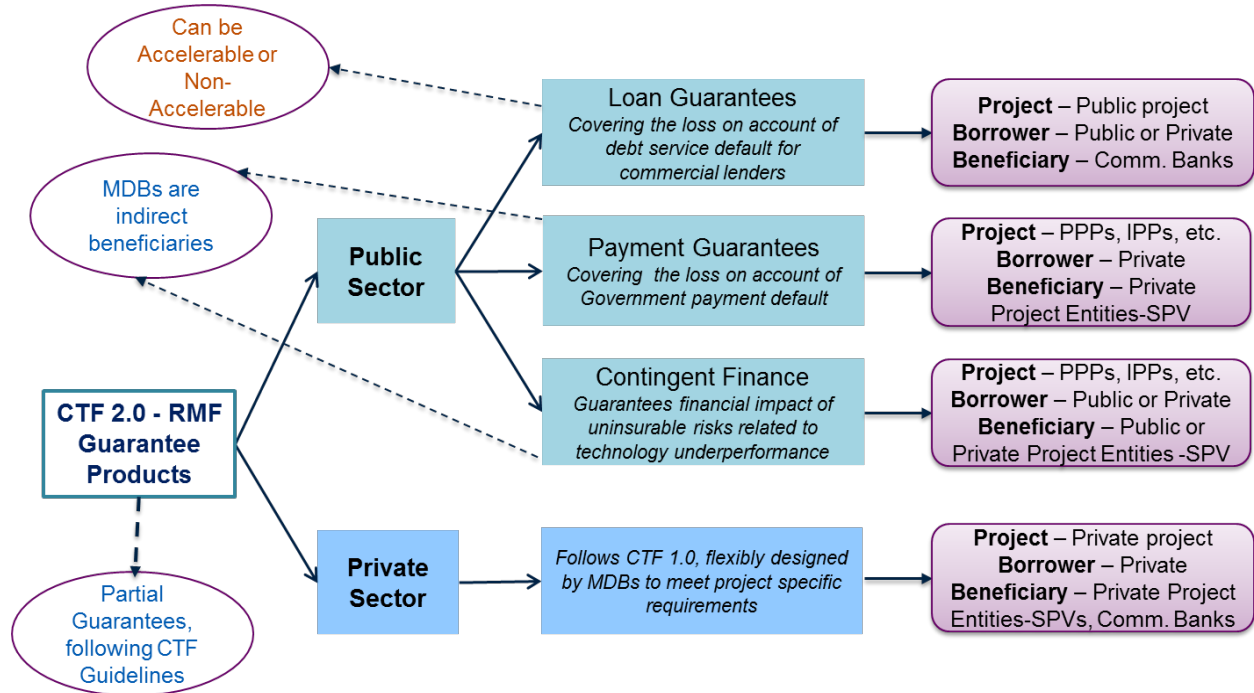 Can be
Accelerable or
Non-
Accelerable
MDBs are
indirect
beneficiaries
CTF 2.0 - RMF
Guarantee
Products
Partial
Guarantees,
following CTF
Guidelines
Public
Sector
Private
Sector
Loan Guarantees
Covering the loss on account of
debt service default for
commercial lenders
Payment Guarantees
Covering the loss on account of
Government payment default
Contingent Finance
Guarantees financial impact of
uninsurable risks related to
technology underperformance
Follows CTF 1.0, flexibly designed
by MDBs to meet project specific
requirements
Project – Public project
Borrower – Public or Private
Beneficiary – Comm. Banks
Project – PPPs, IPPs, etc.
Borrower – Private
Beneficiary – Private
Project Entities-SPV
Project – PPPs, IPPs, etc.
Borrower – Public or Private
Beneficiary – Public or
Private Project Entities -SPV
Project – Private project
Borrower – Private
Beneficiary – Private Project
Entities-SPVs, Comm. Banks